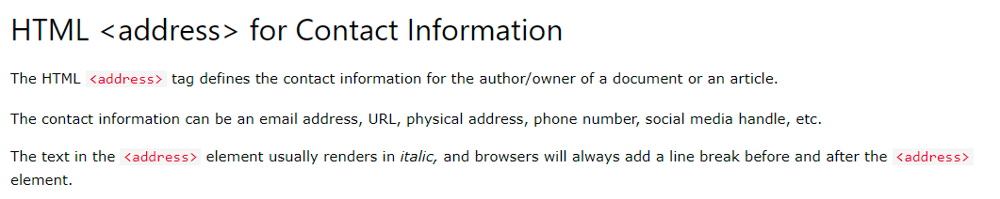 HTML <address> for Contact Information
The HTML <address> tag defines the contact information for the author/owner of a document or an article.
The contact information can be an email address, URL, physical address, phone number, social media handle, etc.
The text in the <address> element usually renders in italic, and browsers will always add a line break before and after the <address>
element.